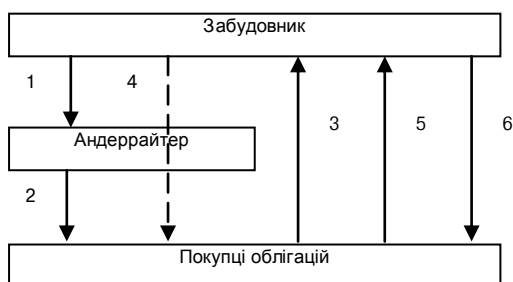 Забудовник
1 4
3 5 6
Андеррайтер
2
Покупці облігацій